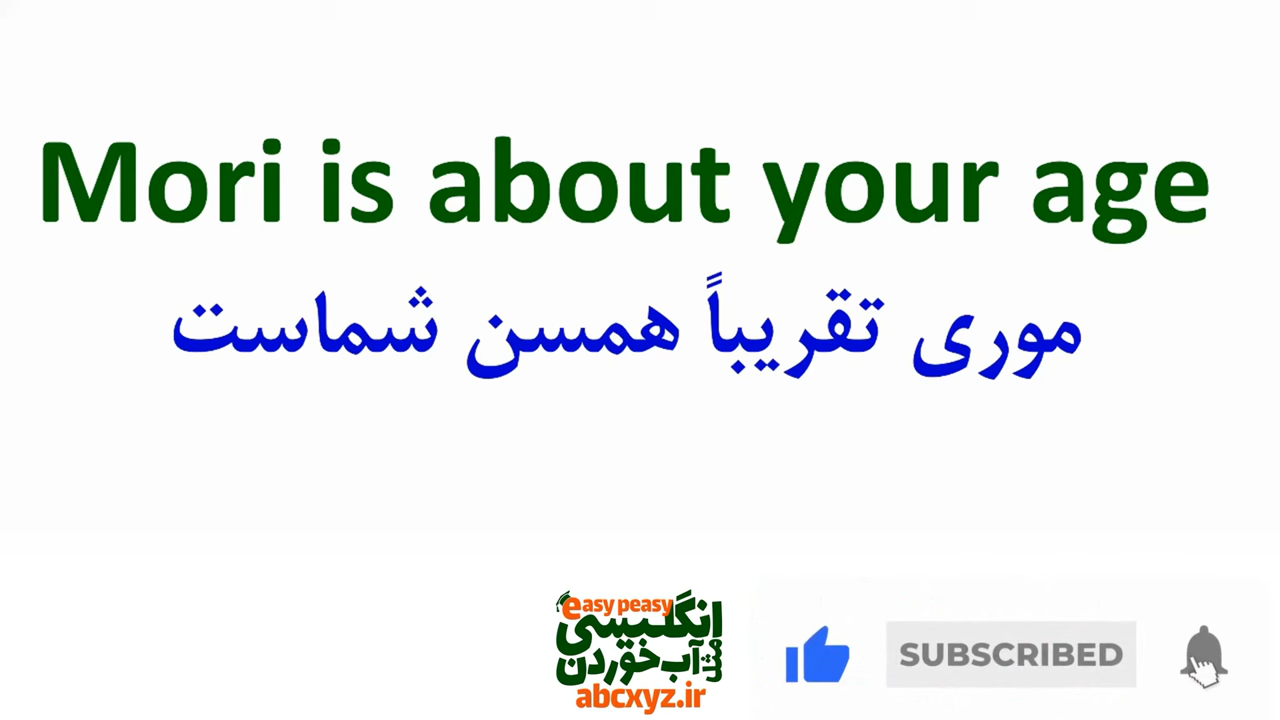 Mori is about your age
موری تقریباً همسن شماست
easy peasy
انگلیسی
مثل آب خوردن
abcxyz.ir
SUBSCRIBED